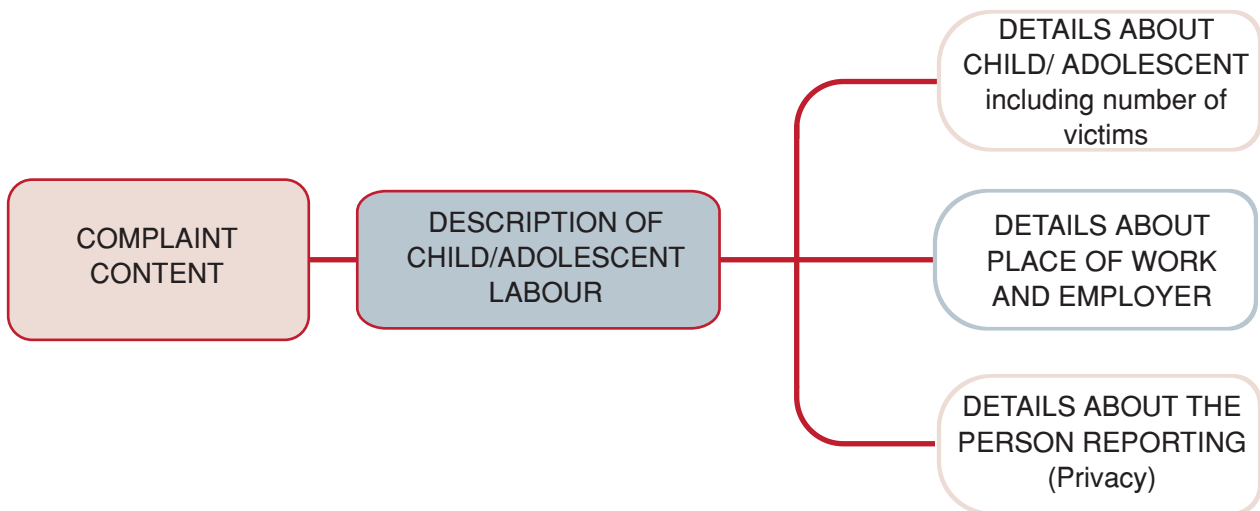 COMPLAINT
CONTENT
DESCRIPTION OF
CHILD/ADOLESCENT
LABOUR
DETAILS ABOUT
CHILD/ ADOLESCENT
including number of
victims
DETAILS ABOUT
PLACE OF WORK
AND EMPLOYER
DETAILS ABOUT THE
PERSON REPORTING
(Privacy)